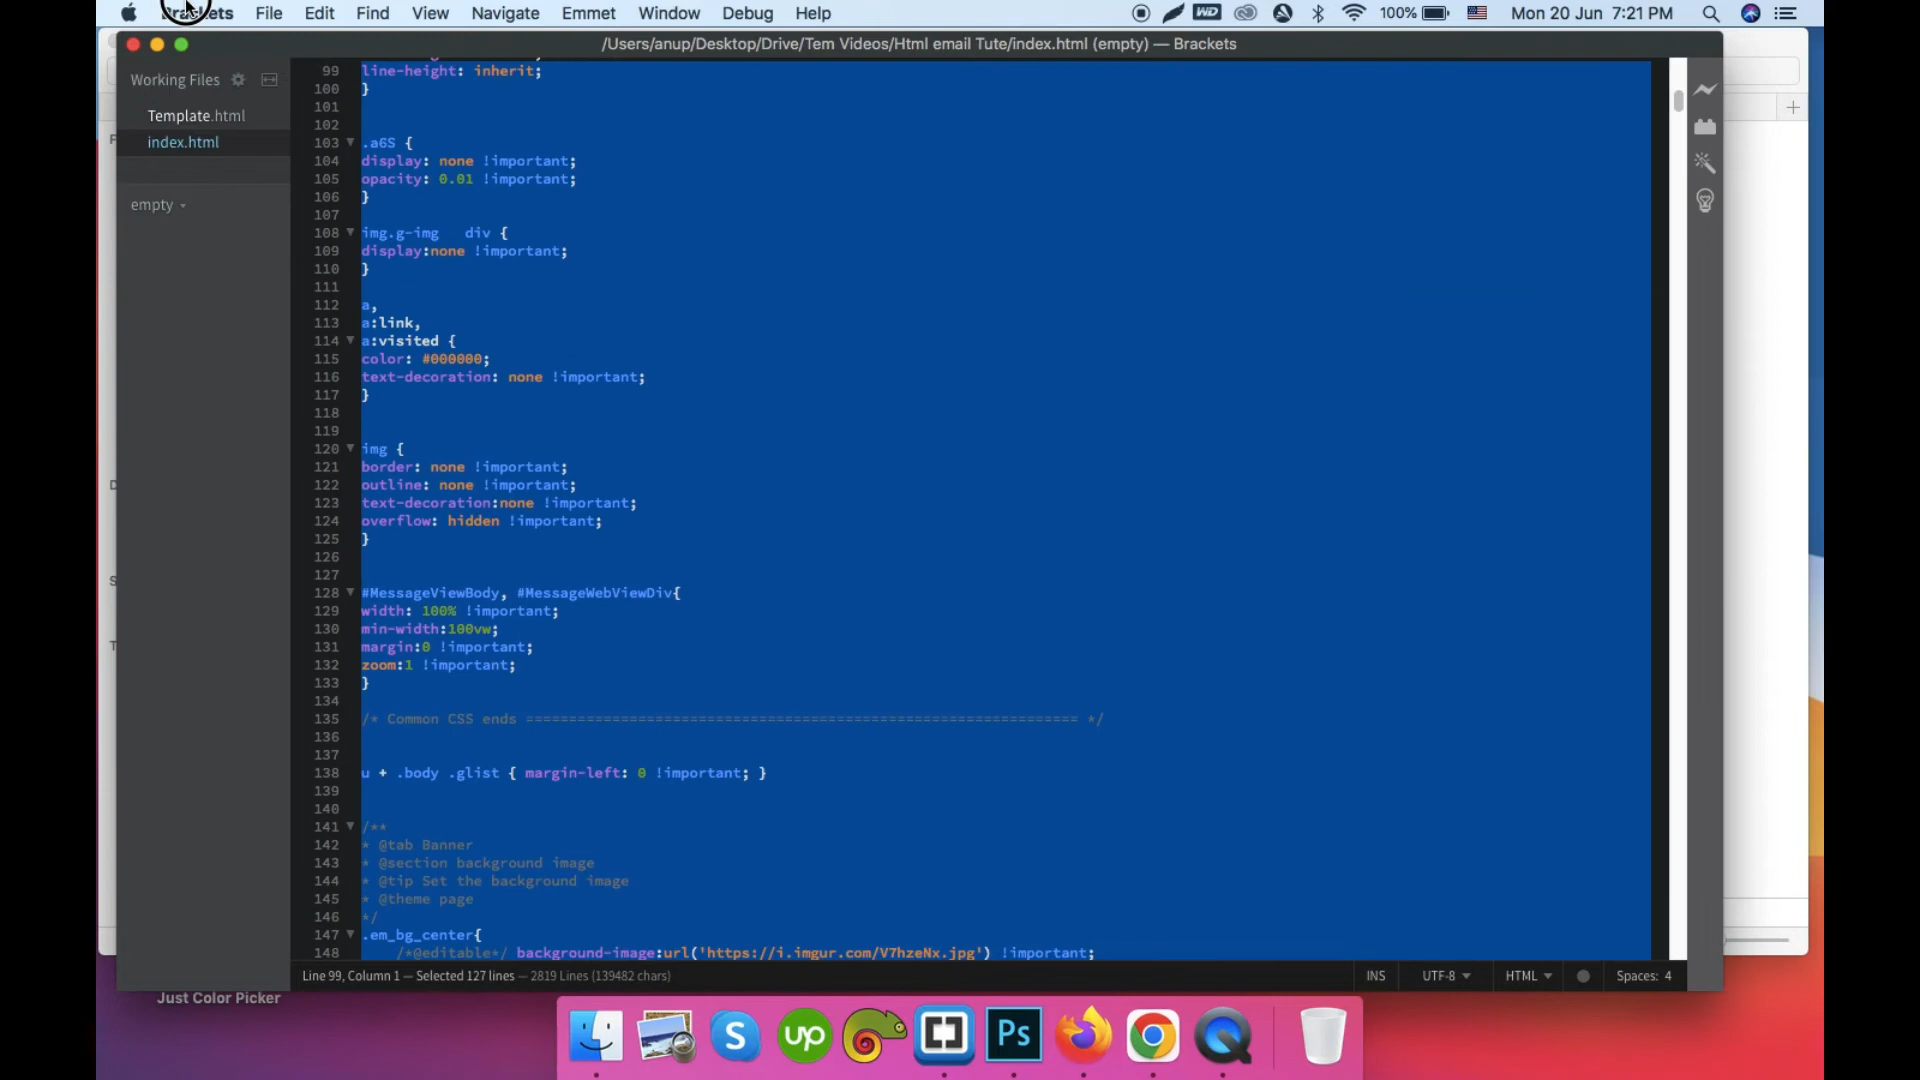 Brackets File Edit Find View Navigate Emmet Window Debug Help 100% Mon 20 Jun 7:21 PM
/Users/anup/Desktop/Drive/Tem Videos/Html email Tute/index.html (empty) — Brackets
Working Files
Template.html
index.html
empty
99 line-height: inherit;
100 }
101
102
103 .a6S {
104 display: none !important;
105 opacity: 0.01 !important;
106 }
107
108 img.g-img   div {
109 display:none !important;
110 }
111
112 a,
113 a:link,
114 a:visited {
115 color: #000000;
116 text-decoration: none !important;
117 }
118
119
120 img {
121 border: none !important;
122 outline: none !important;
123 text-decoration:none !important;
124 overflow: hidden !important;
125 }
126
127
128 #MessageViewBody, #MessageWebViewDiv{
129 width: 100% !important;
130 min-width:100vw;
131 margin:0 !important;
132 zoom:1 !important;
133 }
134
135 /* Common CSS ends ================================================================ */
136
137
138 u + .body .glist { margin-left: 0 !important; }
139
140
141 /**
142 * @tab Banner
143 * @section background image
144 * @tip Set the background image
145 * @theme page
146 */
147 .em_bg_center{
148 /*@editable*/ background-image:url('https://i.imgur.com/V7hzeNx.jpg') !important;
Line 99, Column 1 — Selected 127 lines — 2819 Lines (139482 chars) INS UTF-8 HTML Spaces: 4
Just Color Picker
WD
S
up
Ps